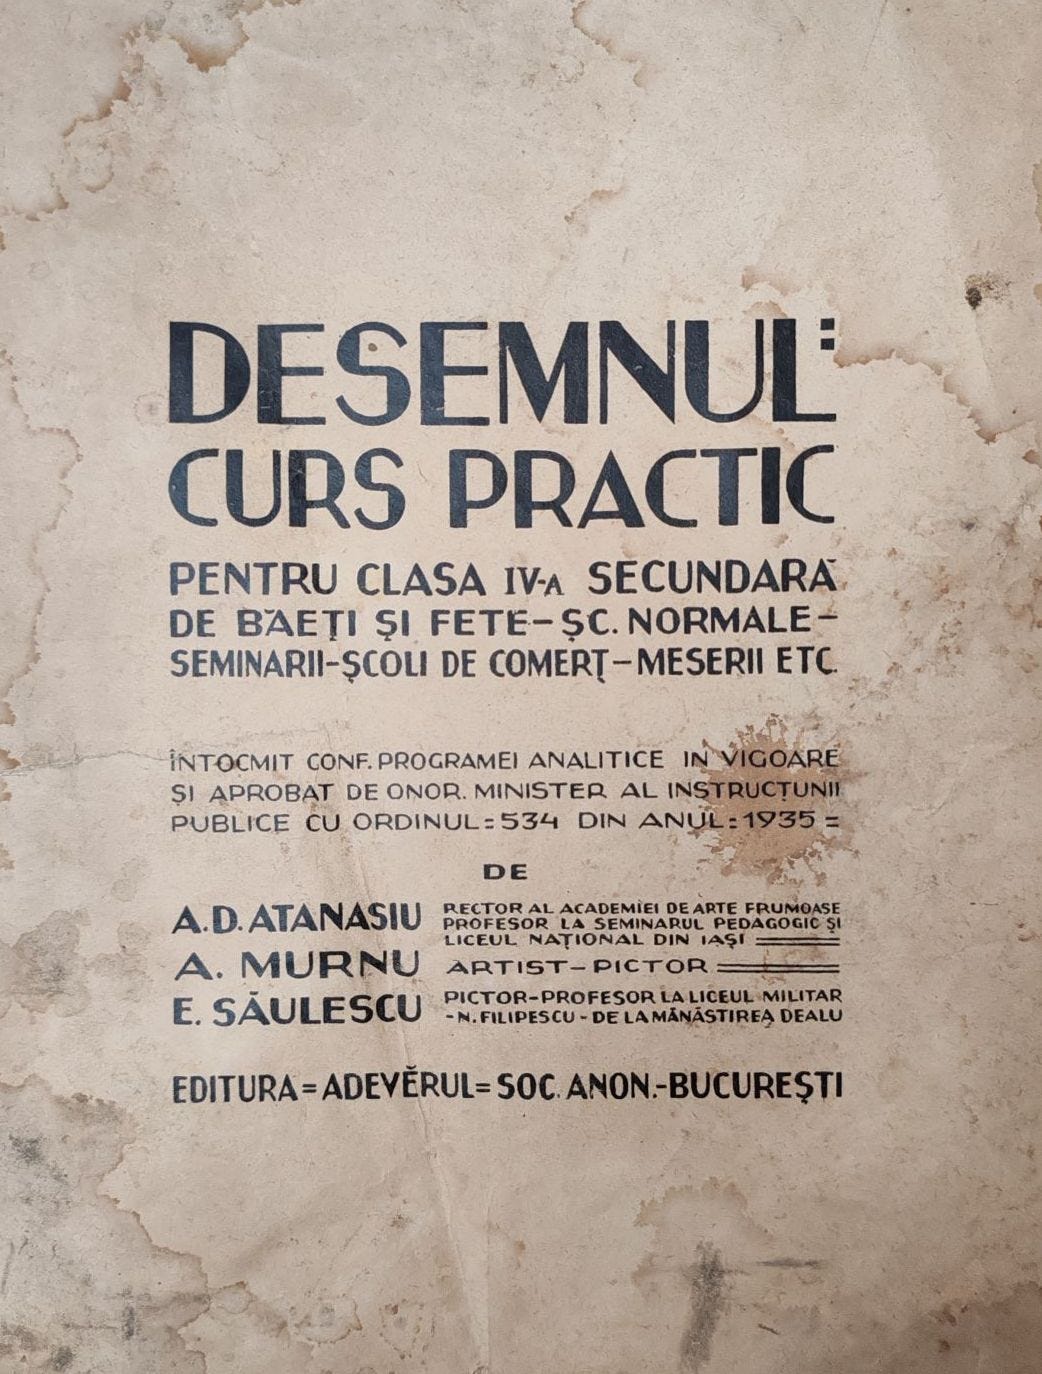 DESEMNUL:
CURS PRACTIC
PENTRU CLASA IV-A SECUNDARĂ
DE BĂEȚI ȘI FETE – ȘC. NORMALE –
SEMINARII – ȘCOLI DE COMERȚ – MESERII ETC.
ÎNTOCMIT CONF. PROGRAMEI ANALITICE IN VIGOARE
ȘI APROBAT DE ONOR. MINISTER AL INSTRUCȚUNII
PUBLICE CU ORDINUL = 534 DIN ANUL = 1935 =
DE
A. D. ATANASIU RECTOR AL ACADEMIEI DE ARTE FRUMOASE
PROFESOR LA SEMINARUL PEDAGOGIC ȘI
LICEUL NAȚIONAL DIN IAȘI
A. MURNU ARTIST – PICTOR
E. SĂULESCU PICTOR – PROFESOR LA LICEUL MILITAR
- N. FILIPESCU - DE LA MĂNĂSTIREA DEALU
EDITURA = ADEVĔRUL = SOC. ANON. - BUCUREȘTI